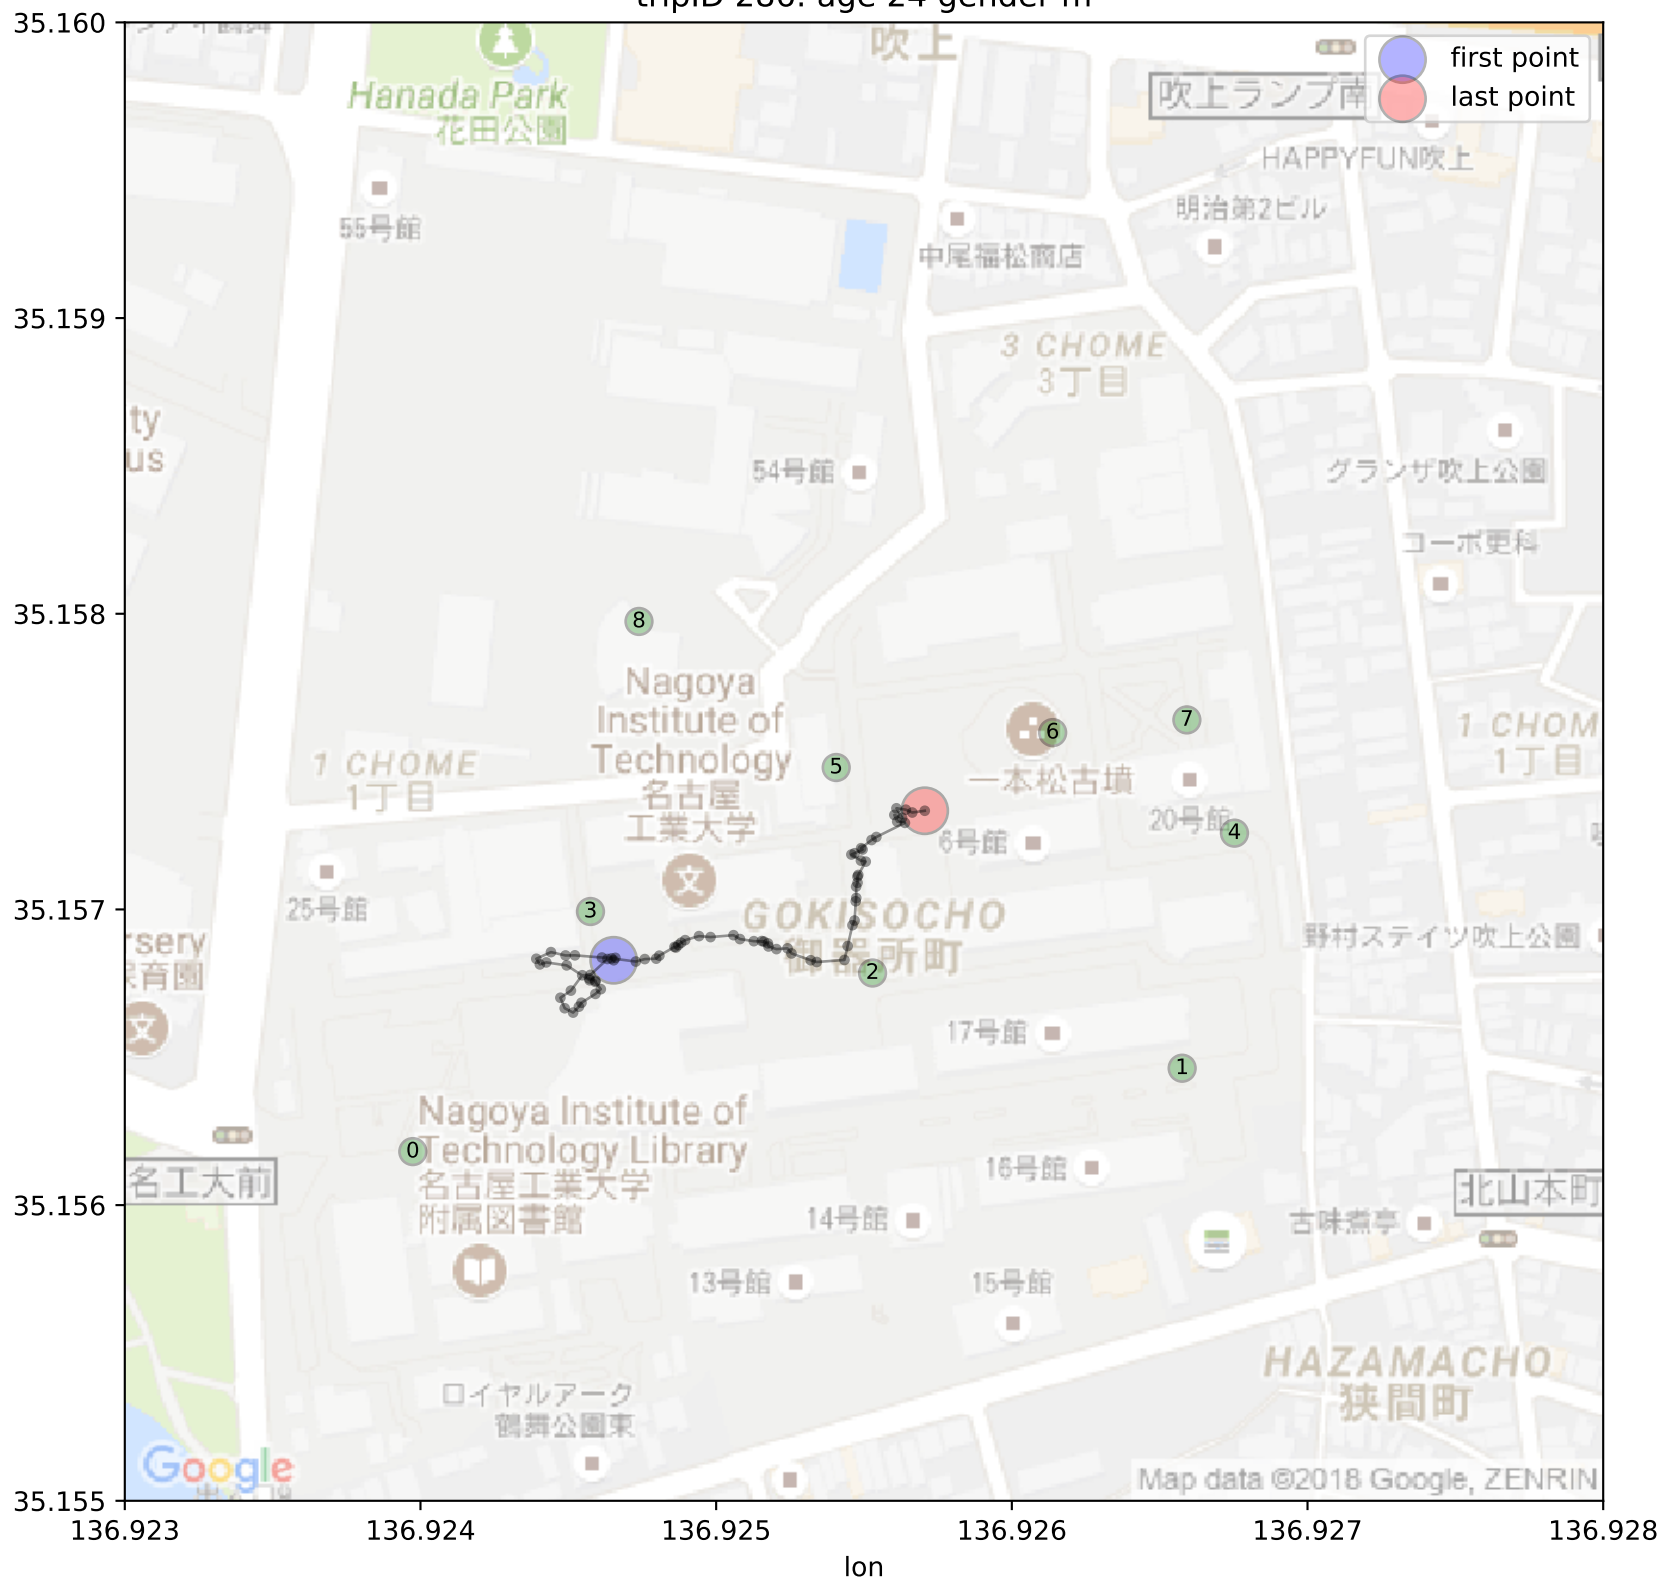 35.160
吹上
first point
last point
吹上ランプ南
Hanada Park
花田公園
HAPPYFUN吹上
明治第2ビル
55号館
中尾福松商店
35.159
3 CHOME
3丁目
ty
us
54号館
グランザ吹上公園
コーポ更科
35.158
8
Nagoya
Institute of
Technology
名古屋
工業大学
7
6
1 CHOM
1丁目
1 CHOME
1丁目
5
一本松古墳
20号館
4
6号館
25号館
3
35.157
GOKISOCHO
御器所町
rsery
保育園
野村ステイツ吹上公園
2
17号館
1
Nagoya Institute of
Technology Library
名古屋工業大学
附属図書館
0
名工大前
16号館
北山本町
35.156
14号館
古味煮亭
13号館
15号館
HAZAMACHO
狭間町
ロイヤルアーク
鶴舞公園東
Google
Map data ©2018 Google, ZENRIN
35.155
136.923
136.924
136.925
136.926
136.927
136.928
lon